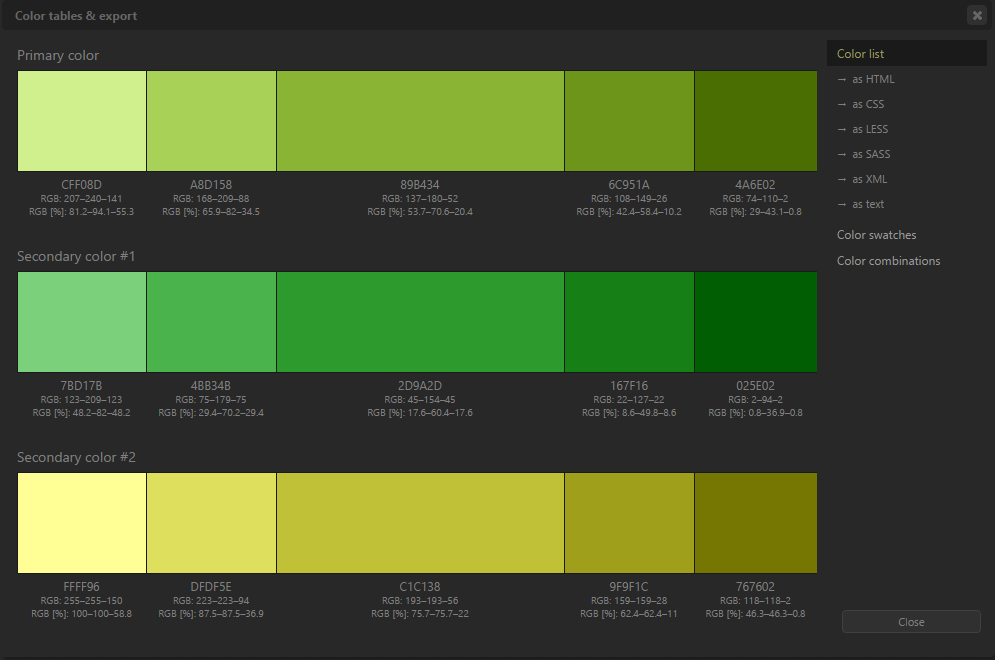 Color tables & export
Primary color
CFF08D
RGB: 207–240–141
RGB [%]: 81.2–94.1–55.3
A8D158
RGB: 168–209–88
RGB [%]: 65.9–82–34.5
89B434
RGB: 137–180–52
RGB [%]: 53.7–70.6–20.4
6C951A
RGB: 108–149–26
RGB [%]: 42.4–58.4–10.2
4A6E02
RGB: 74–110–2
RGB [%]: 29–43.1–0.8
Secondary color #1
7BD17B
RGB: 123–209–123
RGB [%]: 48.2–82–48.2
4BB34B
RGB: 75–179–75
RGB [%]: 29.4–70.2–29.4
2D9A2D
RGB: 45–154–45
RGB [%]: 17.6–60.4–17.6
167F16
RGB: 22–127–22
RGB [%]: 8.6–49.8–8.6
025E02
RGB: 2–94–2
RGB [%]: 0.8–36.9–0.8
Secondary color #2
FFFF96
RGB: 255–255–150
RGB [%]: 100–100–58.8
DFDF5E
RGB: 223–223–94
RGB [%]: 87.5–87.5–36.9
C1C138
RGB: 193–193–56
RGB [%]: 75.7–75.7–22
9F9F1C
RGB: 159–159–28
RGB [%]: 62.4–62.4–11
767602
RGB: 118–118–2
RGB [%]: 46.3–46.3–0.8
Color list
→ as HTML
→ as CSS
→ as LESS
→ as SASS
→ as XML
→ as text
Color swatches
Color combinations
Close